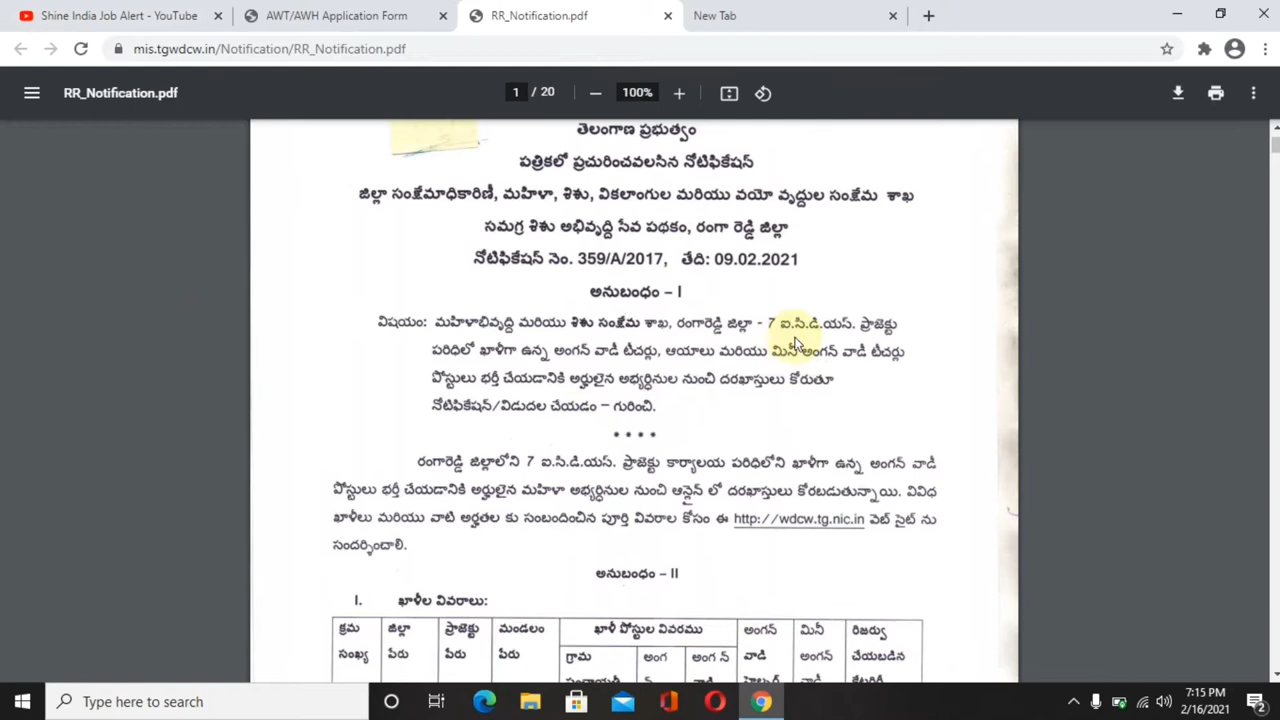 Shine India Job Alert - YouTube
AWT/AWH Application Form
RR_Notification.pdf
New Tab
mis.tgwdcw.in/Notification/RR_Notification.pdf
RR_Notification.pdf
1 / 20
100%
తెలంగాణ ప్రభుత్వం
పత్రికలో ప్రచురించవలసిన నోటిఫికేషన్
జిల్లా సంక్షేమాధికారిణి, మహిళా, శిశు, వికలాంగుల మరియు వయో వృద్ధుల సంక్షేమ శాఖ
సమగ్ర శిశు అభివృద్ది సేవ పథకం, రంగా రెడ్డి జిల్లా
నోటిఫికేషన్ నెం. 359/A/2017, తేది: 09.02.2021
అనుబంధం – I
విషయం: మహిళాభివృద్ది మరియు శిశు సంక్షేమ శాఖ, రంగారెడ్డి జిల్లా - 7 ఐ.సి.డి.యస్. ప్రాజెక్టు
పరిధిలో ఖాళీగా ఉన్న అంగన్ వాడీ టీచర్లు, ఆయాలు మరియు మినీ అంగన్ వాడీ టీచర్లు
పోస్టులు భర్తీ చేయడానికి అర్హులైన అభ్యర్ధినుల నుంచి దరఖాస్తులు కోరుతూ
నోటిఫికేషన్/విడుదల చేయడం – గురించి.
* * * *
రంగారెడ్డి జిల్లాలోని 7 ఐ.సి.డి.యస్. ప్రాజెక్టు కార్యాలయ పరిధిలోని ఖాళీగా ఉన్న అంగన్ వాడీ
పోస్టులు భర్తీ చేయడానికి అర్హులైన మహిళా అభ్యర్ధినుల నుంచి ఆన్లైన్ లో దరఖాస్తులు కోరబడుతున్నాయి. వివిధ
ఖాళీలు మరియు వాటి అర్హతల కు సంబందించిన పూర్తి వివరాల కోసం ఈ http://wdcw.tg.nic.in వెబ్ సైట్ ను
సందర్శించాలి.
అనుబంధం – II
I. ఖాళీల వివరాలు:
క్రమ జిల్లా ప్రాజెక్టు మండలం ఖాళీ పోస్టుల వివరము అంగన్ మినీ రిజర్వు
సంఖ్య పేరు పేరు పేరు గ్రామ అంగ అంగ న్ వాడి అంగన్ చేయబడిన
Type here to search
7:15 PM
2/16/2021
2